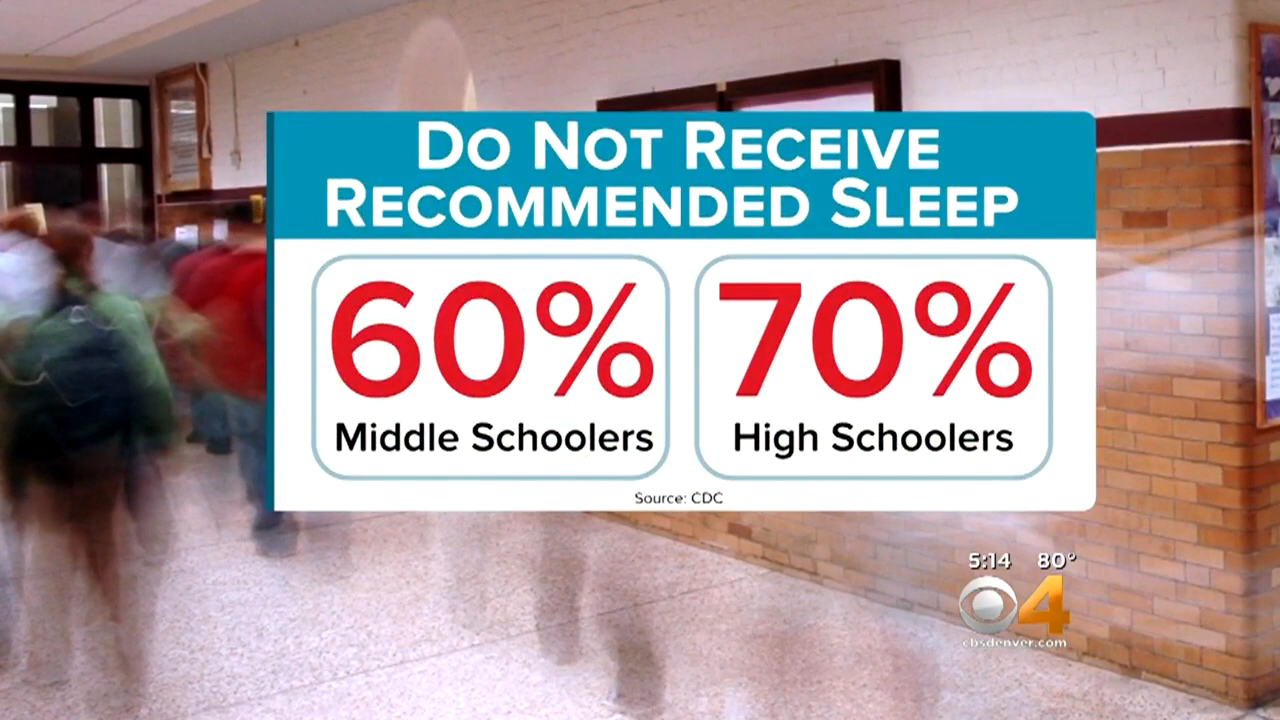 Do Not Receive
Recommended Sleep
60%
Middle Schoolers
70%
High Schoolers
Source: CDC
5:14 80°
4
cbsdenver.com